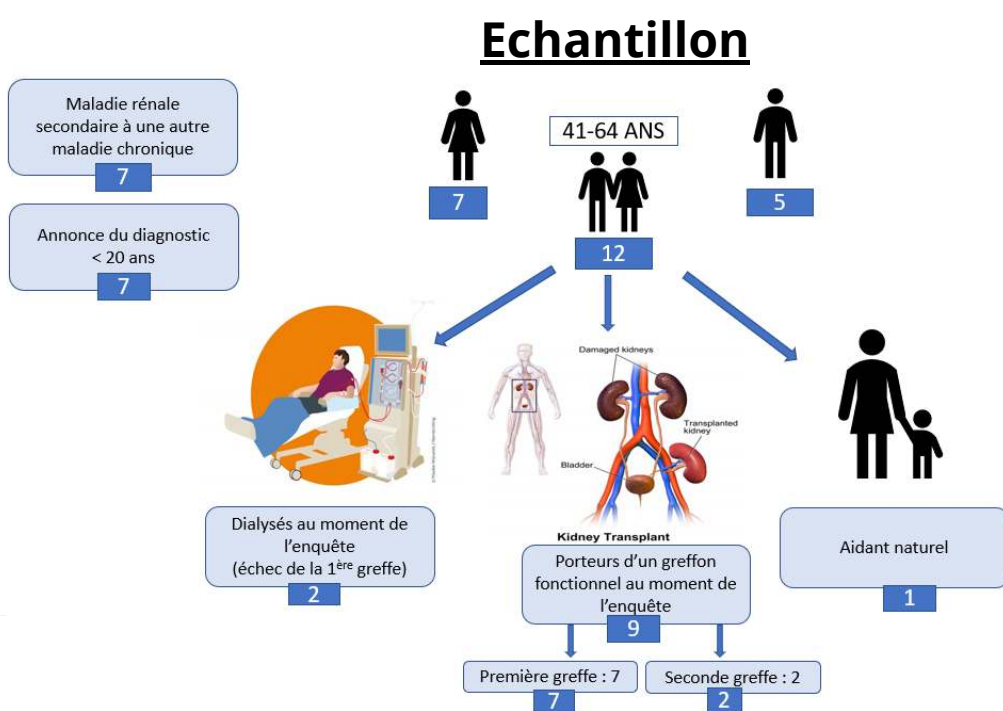 Echantillon
Maladie rénale
secondaire à une autre
maladie chronique
7
Annonce du diagnostic
< 20 ans
7
7
41-64 ANS
12
5
Damaged kidneys
Transplanted
kidney
Bladder
Kidney Transplant
Dialysés au moment de
l'enquête
(échec de la 1ère greffe)
2
Porteurs d'un greffon
fonctionnel au moment de
l'enquête
9
Aidant naturel
1
Première greffe : 7
7
Seconde greffe : 2
2